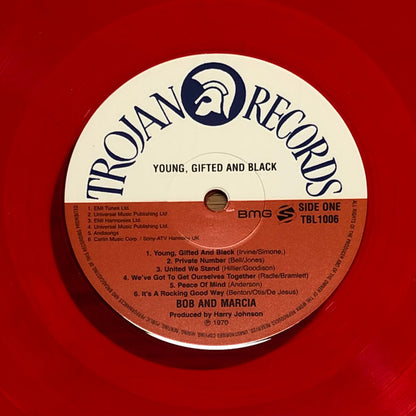 TROJAN RECORDS
YOUNG, GIFTED AND BLACK
1. EMI Tunes Ltd.
2. Universal Music Publishing Ltd
3. EMI Harmonies Ltd.
4. Universal Music Publishing Ltd
5. Andisongs
6. Carlin Music Corp. / Sony-ATV Harmony UK
BMG
S
SIDE ONE
TBL1006
1. Young, Gifted And Black (Irvine/Simone)
2. Private Number (Bell/Jones)
3. United We Stand (Hiller/Goodison)
4. We've Got To Get Ourselves Together (Radle/Bramlett)
5. Peace Of Mind (Anderson)
6. It's A Rocking Good Way (Benton/Otis/De Jesus)
BOB AND MARCIA
Produced by Harry Johnson
℗ 1970